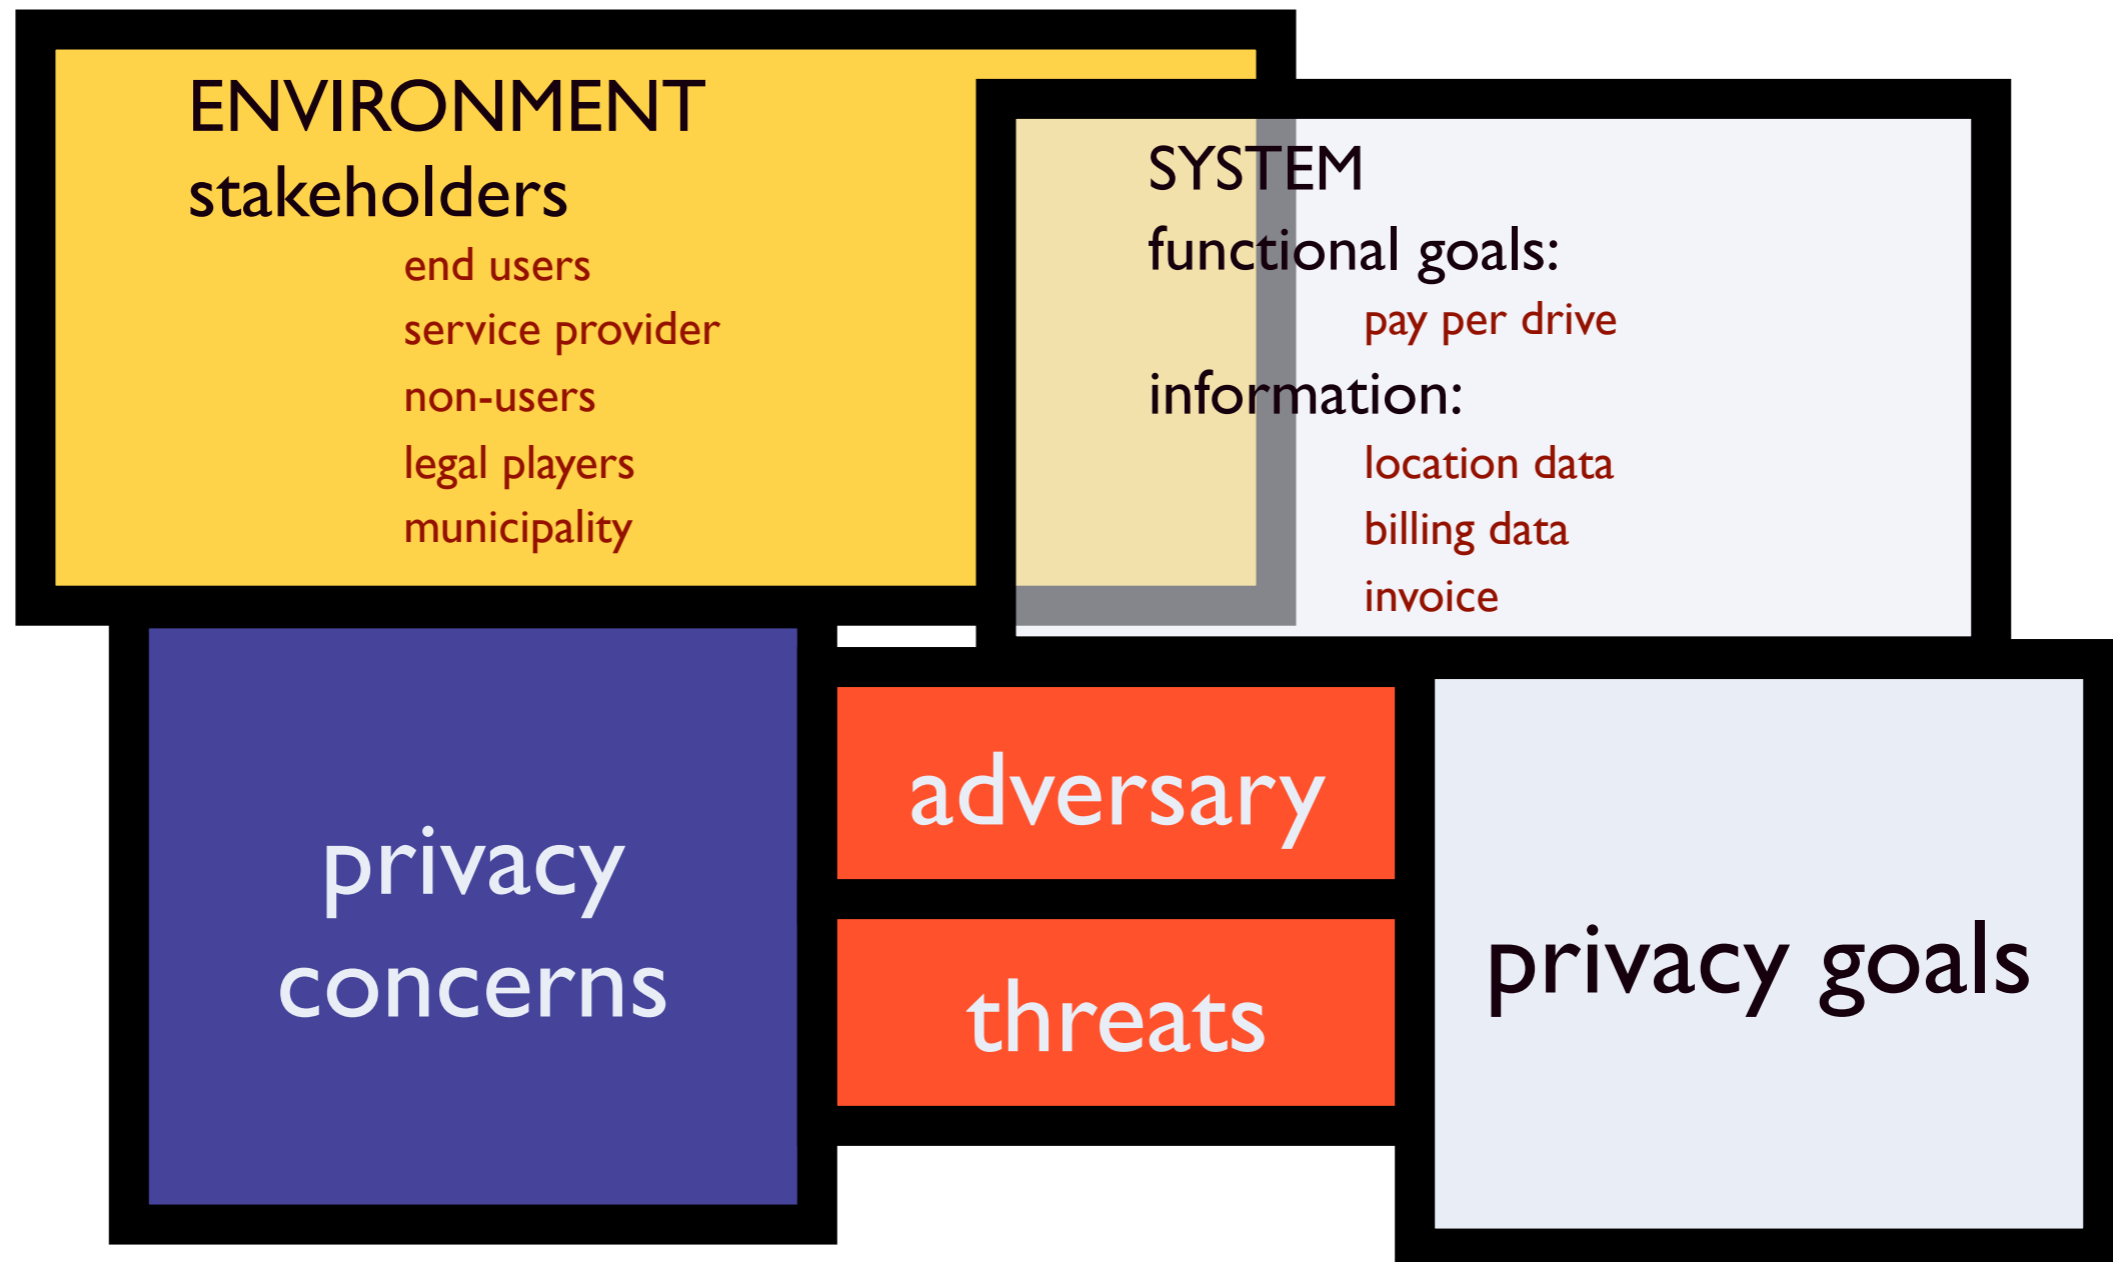 ENVIRONMENT
stakeholders
end users
service provider
non-users
legal players
municipality
SYSTEM
functional goals:
pay per drive
information:
location data
billing data
invoice
privacy
concerns
adversary
threats
privacy goals